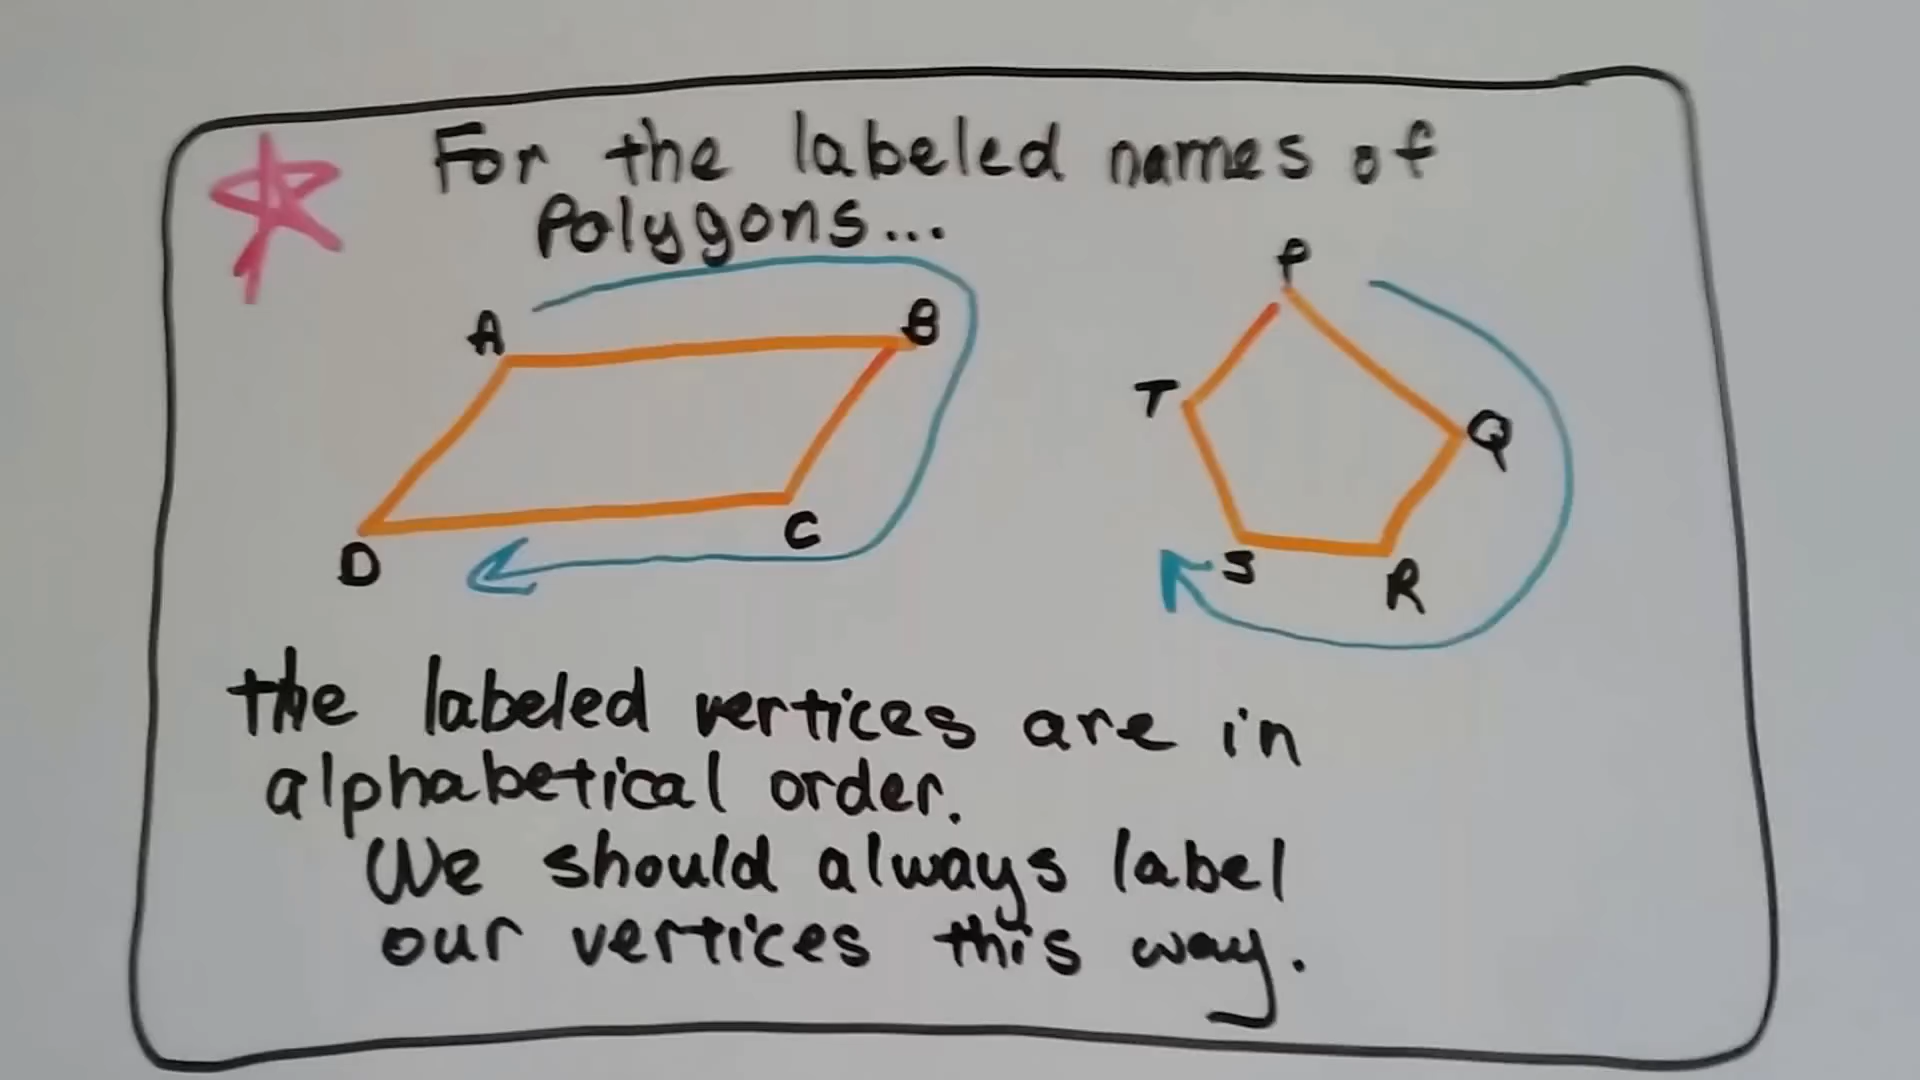 For the labeled names of
Polygons...
A
B
C
D
P
Q
R
S
T
the labeled vertices are in
alphabetical order.
We should always label
our vertices this way.